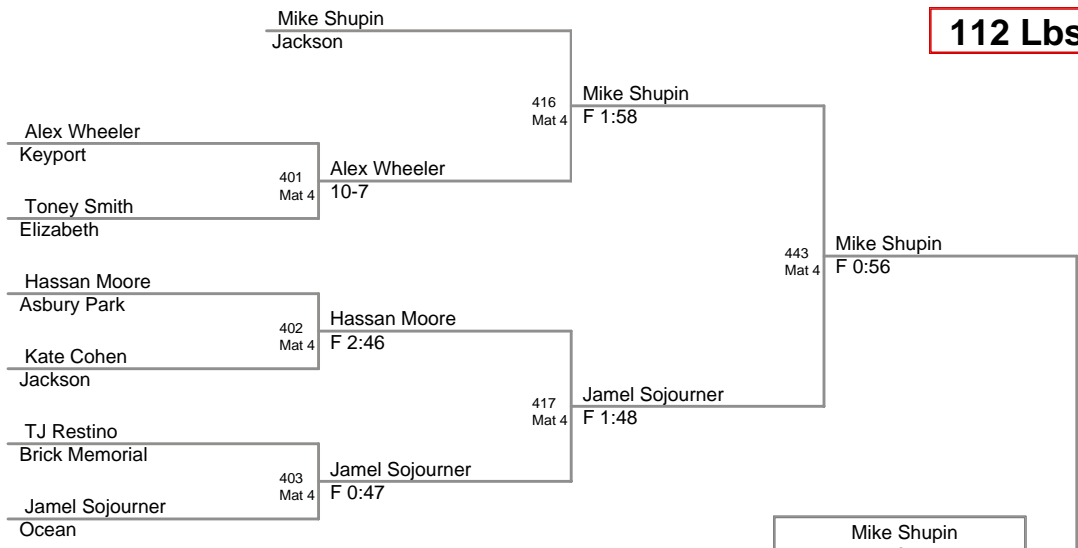 Mike Shupin
Jackson
112 Lbs
416
Mat 4
Mike Shupin
F 1:58
Alex Wheeler
Keyport
401
Mat 4
Alex Wheeler
10-7
Toney Smith
Elizabeth
443
Mat 4
Mike Shupin
F 0:56
Hassan Moore
Asbury Park
402
Mat 4
Hassan Moore
F 2:46
Kate Cohen
Jackson
417
Mat 4
Jamel Sojourner
F 1:48
TJ Restino
Brick Memorial
403
Mat 4
Jamel Sojourner
F 0:47
Jamel Sojourner
Ocean
Mike Shupin